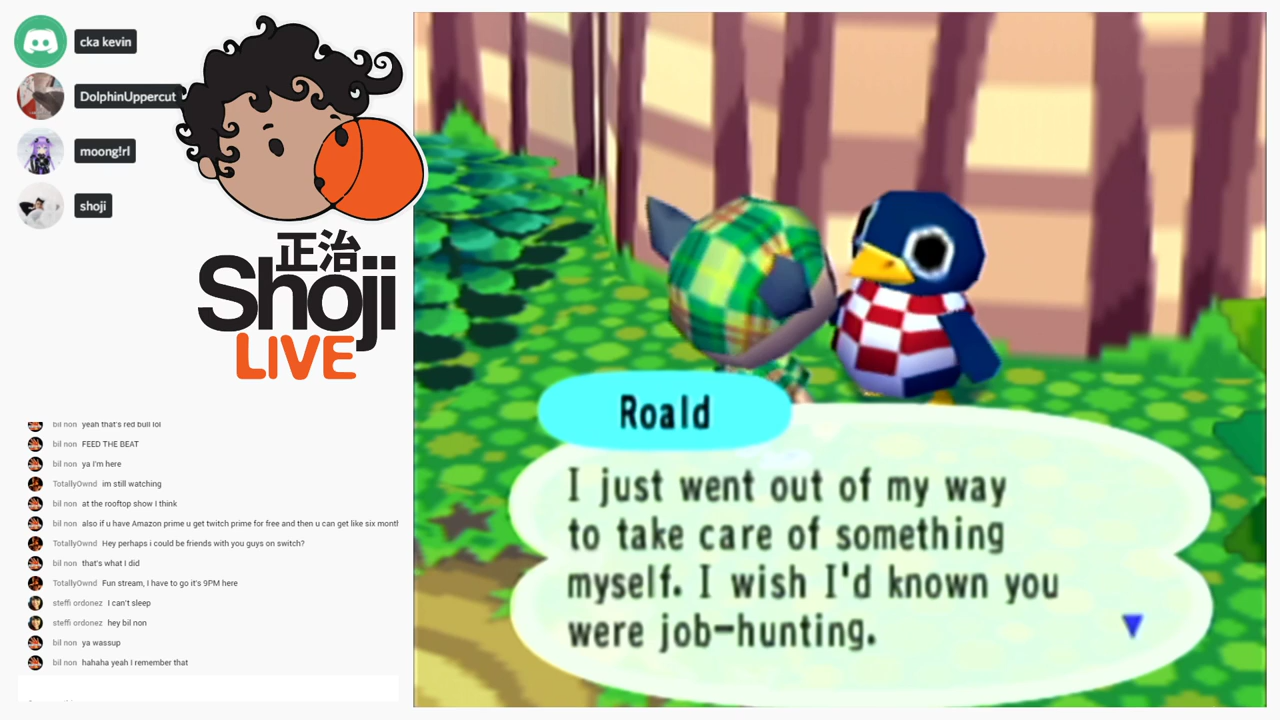 cka kevin
DolphinUppercut
moong!rl
shoji
正治
Shoji
LIVE
bil non yeah that's red bull lol
bil non FEED THE BEAT
bil non ya I'm here
TotallyOwnd im still watching
bil non at the rooftop show I think
bil non also if u have Amazon prime u get twitch prime for free and then u can get like six month
TotallyOwnd Hey perhaps i could be friends with you guys on switch?
bil non that's what I did
TotallyOwnd Fun stream, I have to go it's 9PM here
steffi ordonez I can't sleep
steffi ordonez hey bil non
bil non ya wassup
bil non hahaha yeah I remember that
Roald
I just went out of my way
to take care of something
myself. I wish I'd known you
were job-hunting.